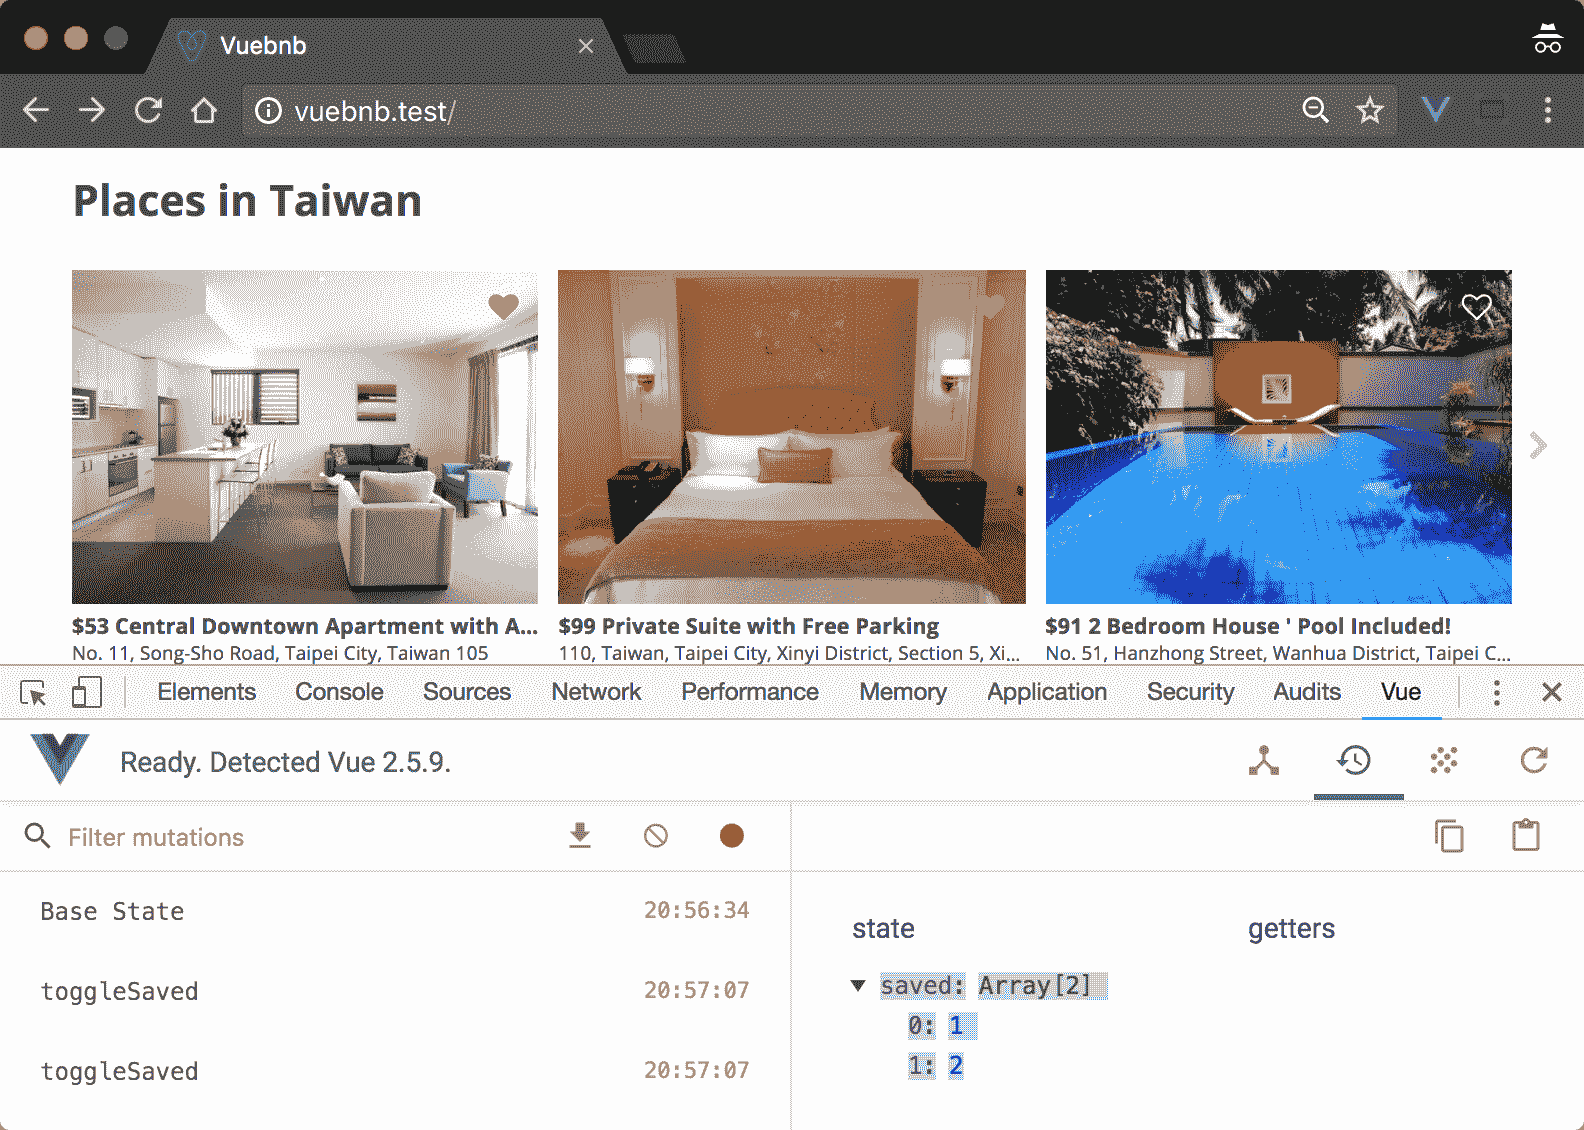 Vuebnb
vuebnb.test/
Places in Taiwan
$53 Central Downtown Apartment with A...
No. 11, Song-Sho Road, Taipei City, Taiwan 105
$99 Private Suite with Free Parking
110, Taiwan, Taipei City, Xinyi District, Section 5, Xi...
$91 2 Bedroom House ' Pool Included!
No. 51, Hanzhong Street, Wanhua District, Taipei C...
Elements Console Sources Network Performance Memory Application Security Audits Vue
Ready. Detected Vue 2.5.9.
Filter mutations
Base State 20:56:34
toggleSaved 20:57:07
toggleSaved 20:57:07
state getters
saved: Array[2]
0: 1
1: 2